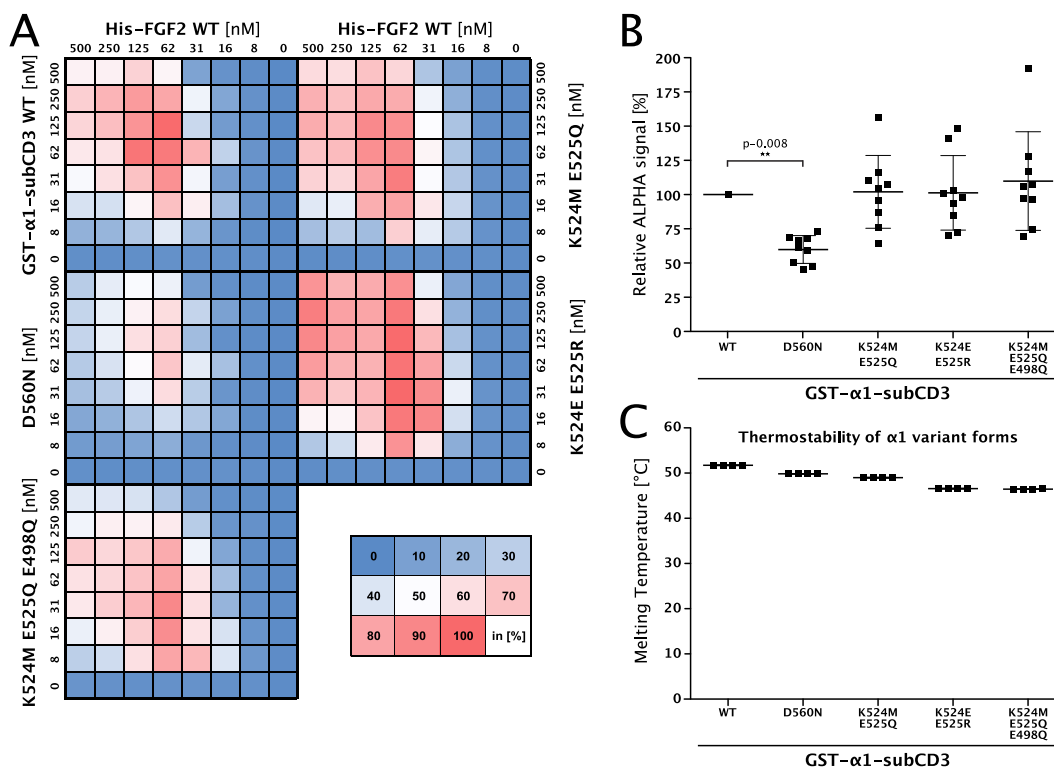 A
His-FGF2 WT [nM]
His-FGF2 WT [nM]
500 250 125 62 31 16 8 0
500 250 125 62 31 16 8 0
GST-α1-subCD3 WT [nM]
500
250
125
62
31
16
8
0
K524M E525Q [nM]
500
250
125
62
31
16
8
0
D560N [nM]
500
250
125
62
31
16
8
0
K524E E525R [nM]
500
250
125
62
31
16
8
0
K524M E525Q E498Q [nM]
500
250
125
62
31
16
8
0
0 10 20 30
40 50 60 70
80 90 100 in [%]
B
Relative ALPHA signal [%]
200
175
150
125
100
75
50
25
0
p-0.008
**
WT D560N K524M K524E K524M
E525Q E525R E525Q
E498Q
GST-α1-subCD3
C
Thermostability of α1 variant forms
Melting Temperature [°C]
60
50
40
50
20
10
0
WT D560N K524M K524E K524M
E525Q E525R E525Q
E498Q
GST-α1-subCD3